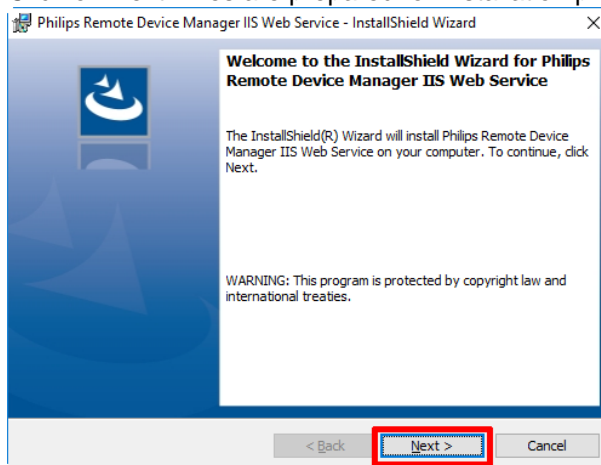 Philips Remote Device Manager IIS Web Service - InstallShield Wizard
Welcome to the InstallShield Wizard for Philips
Remote Device Manager IIS Web Service
The InstallShield(R) Wizard will install Philips Remote Device
Manager IIS Web Service on your computer. To continue, click
Next.
WARNING: This program is protected by copyright law and
international treaties.
< Back Next > Cancel